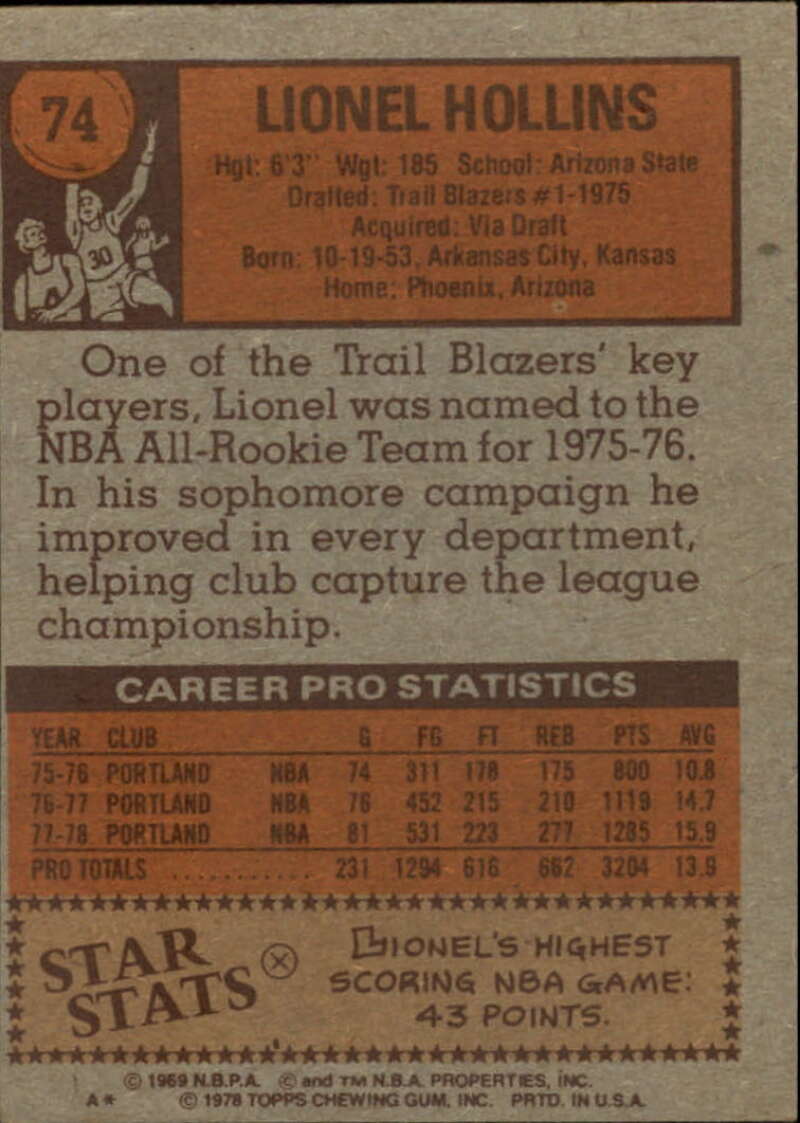 74
LIONEL HOLLINS
Hgt: 6'3" Wgt: 185 School: Arizona State
Drafted: Trail Blazers #1-1975
Acquired: Via Draft
Born: 10-19-53, Arkansas City, Kansas
Home: Phoenix, Arizona
30
One of the Trail Blazers' key
players, Lionel was named to the
NBA All-Rookie Team for 1975-76.
In his sophomore campaign he
improved in every department,
helping club capture the league
championship.
CAREER PRO STATISTICS
YEAR CLUB G FG FT REB PTS AVG
75-76 PORTLAND NBA 74 311 178 175 800 10.8
76-77 PORTLAND NBA 76 452 215 210 1119 14.7
77-78 PORTLAND NBA 81 531 223 277 1285 15.9
PRO TOTALS ............ 231 1294 616 662 3204 13.9
STAR
STATS
LIONEL'S HIGHEST
SCORING NBA GAME:
43 POINTS.
© 1969 N.B.P.A. © and TM N.B.A. PROPERTIES, INC.
A* © 1978 TOPPS CHEWING GUM, INC. PRTD. IN U.S.A.